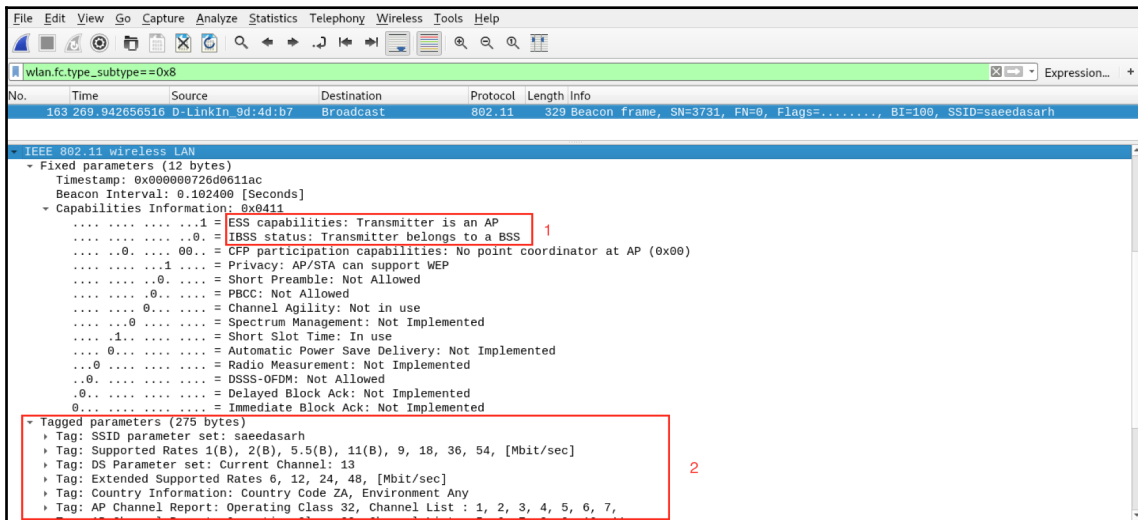 File Edit View Go Capture Analyze Statistics Telephony Wireless Tools Help
wlan.fc.type_subtype==0x8 Expression... +
No. Time Source Destination Protocol Length Info
163 269.942656516 D-LinkIn_9d:4d:b7 Broadcast 802.11 329 Beacon frame, SN=3731, FN=0, Flags=........, BI=100, SSID=saeedasarh
IEEE 802.11 wireless LAN
Fixed parameters (12 bytes)
Timestamp: 0x000000726d0611ac
Beacon Interval: 0.102400 [Seconds]
Capabilities Information: 0x0411
.... .... .... ...1 = ESS capabilities: Transmitter is an AP
.... .... .... ..0. = IBSS status: Transmitter belongs to a BSS
1
.... ..0. .... 00.. = CFP participation capabilities: No point coordinator at AP (0x00)
.... .... ...1 .... = Privacy: AP/STA can support WEP
.... .... ..0. .... = Short Preamble: Not Allowed
.... .... .0.. .... = PBCC: Not Allowed
.... .... 0... .... = Channel Agility: Not in use
.... ...0 .... .... = Spectrum Management: Not Implemented
.... .1.. .... .... = Short Slot Time: In use
.... 0... .... .... = Automatic Power Save Delivery: Not Implemented
...0 .... .... .... = Radio Measurement: Not Implemented
..0. .... .... .... = DSSS-OFDM: Not Allowed
.0.. .... .... .... = Delayed Block Ack: Not Implemented
0... .... .... .... = Immediate Block Ack: Not Implemented
Tagged parameters (275 bytes)
Tag: SSID parameter set: saeedasarh
Tag: Supported Rates 1(B), 2(B), 5.5(B), 11(B), 9, 18, 36, 54, [Mbit/sec]
Tag: DS Parameter set: Current Channel: 13
2
Tag: Extended Supported Rates 6, 12, 24, 48, [Mbit/sec]
Tag: Country Information: Country Code ZA, Environment Any
Tag: AP Channel Report: Operating Class 32, Channel List : 1, 2, 3, 4, 5, 6, 7,